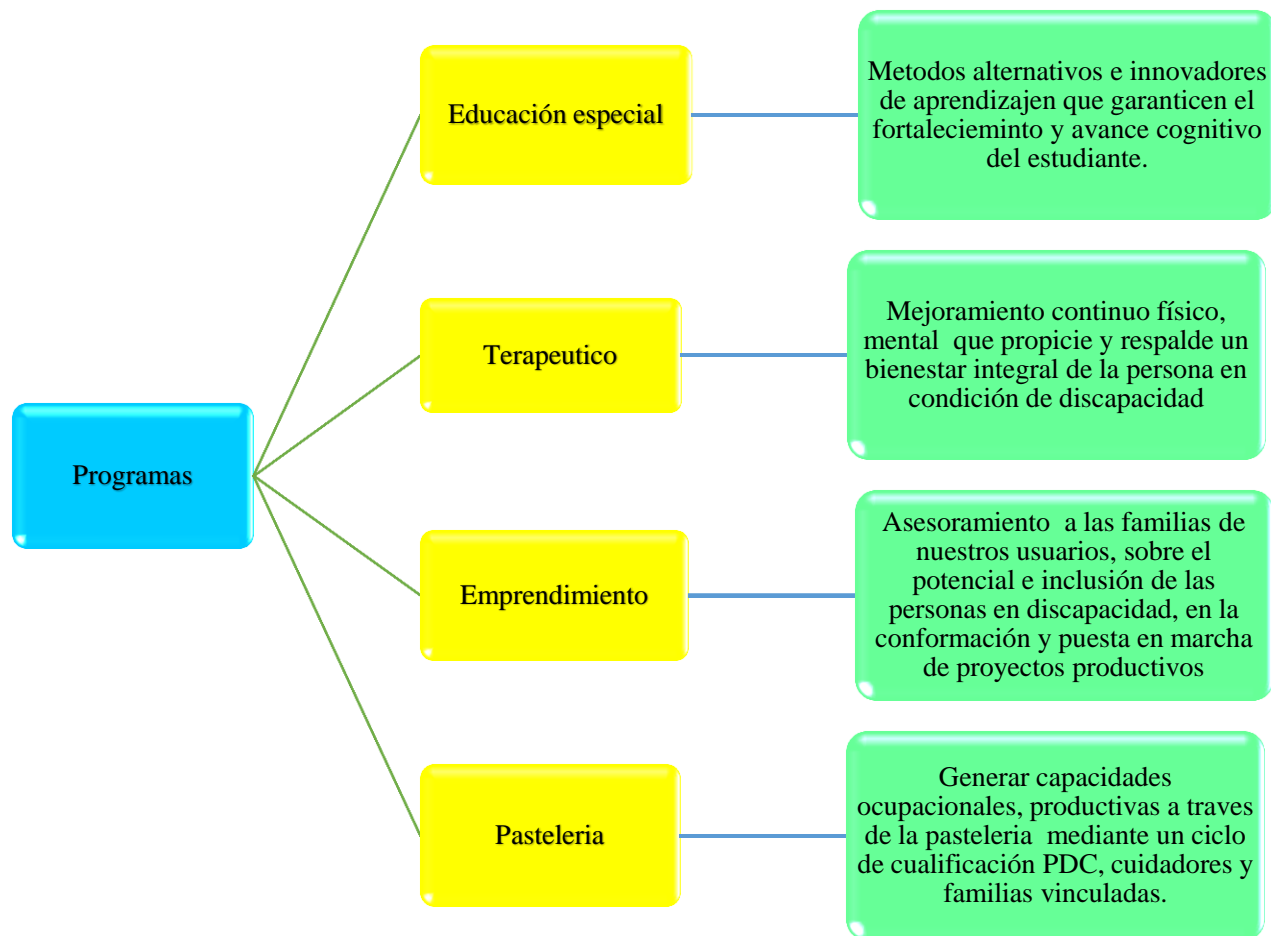 Programas
Educación especial
Metodos alternativos e innovadores
de aprendizajen que garanticen el
fortalecieminto y avance cognitivo
del estudiante.
Terapeutico
Mejoramiento continuo físico,
mental que propicie y respalde un
bienestar integral de la persona en
condición de discapacidad
Emprendimiento
Asesoramiento a las familias de
nuestros usuarios, sobre el
potencial e inclusión de las
personas en discapacidad, en la
conformación y puesta en marcha
de proyectos productivos
Pasteleria
Generar capacidades
ocupacionales, productivas a traves
de la pasteleria mediante un ciclo
de cualificación PDC, cuidadores y
familias vinculadas.